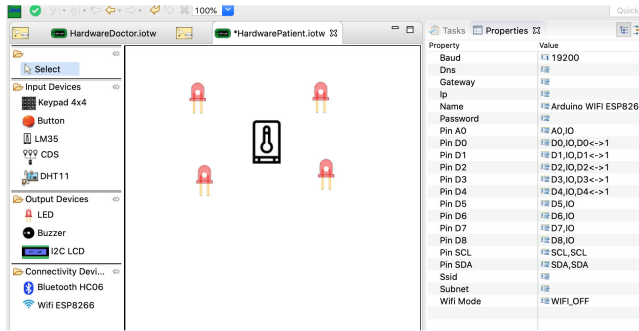 100%
Quick
HardwareDoctor.iotw
*HardwarePatient.iotw
Tasks
Properties
Select
Input Devices
Keypad 4x4
Button
LM35
CDS
DHT11
Output Devices
LED
Buzzer
I2C LCD
Connectivity Devi...
Bluetooth HC06
Wifi ESP8266
Property Value
Baud 19200
Dns
Gateway
Ip
Name Arduino WIFI ESP826
Password
Pin A0 A0,IO
Pin D0 D0,IO,D0<->1
Pin D1 D1,IO,D1<->1
Pin D2 D2,IO,D2<->1
Pin D3 D3,IO,D3<->1
Pin D4 D4,IO,D4<->1
Pin D5 D5,IO
Pin D6 D6,IO
Pin D7 D7,IO
Pin D8 D8,IO
Pin SCL SCL,SCL
Pin SDA SDA,SDA
Ssid
Subnet
Wifi Mode WIFI_OFF